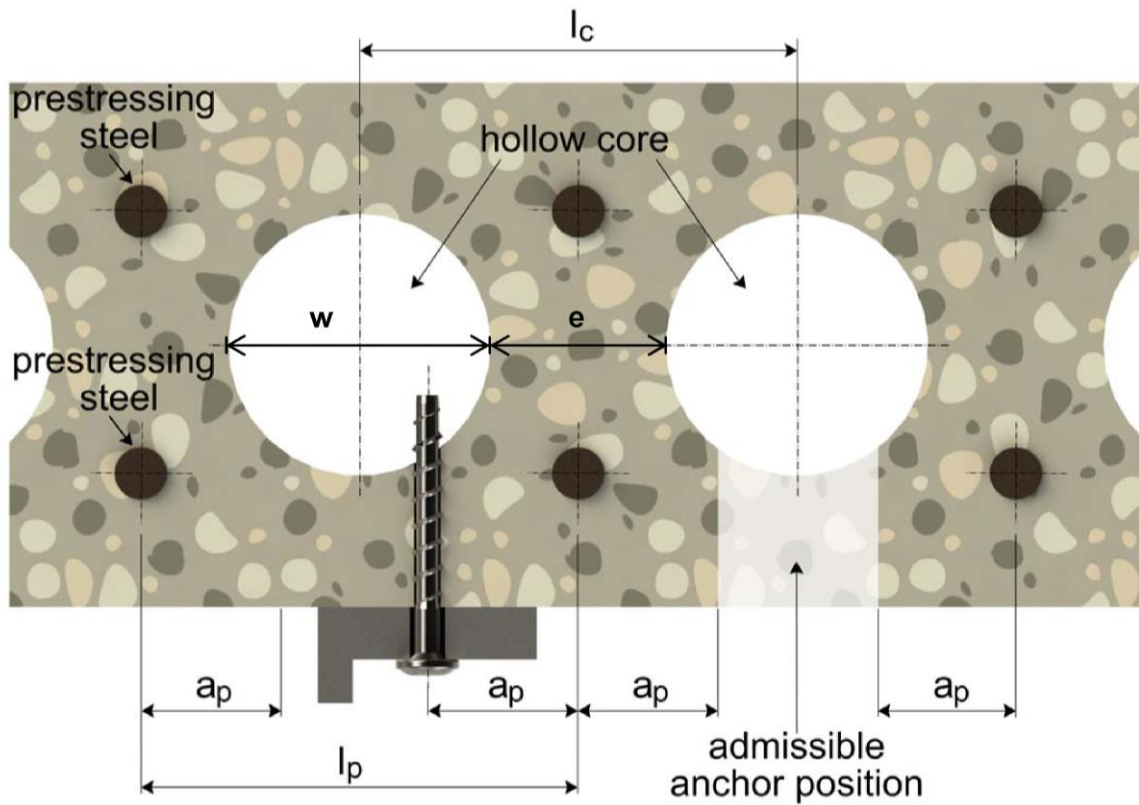 lc
prestressing
steel
hollow core
w
e
prestressing
steel
ap
ap
ap
ap
lp
admissible
anchor position